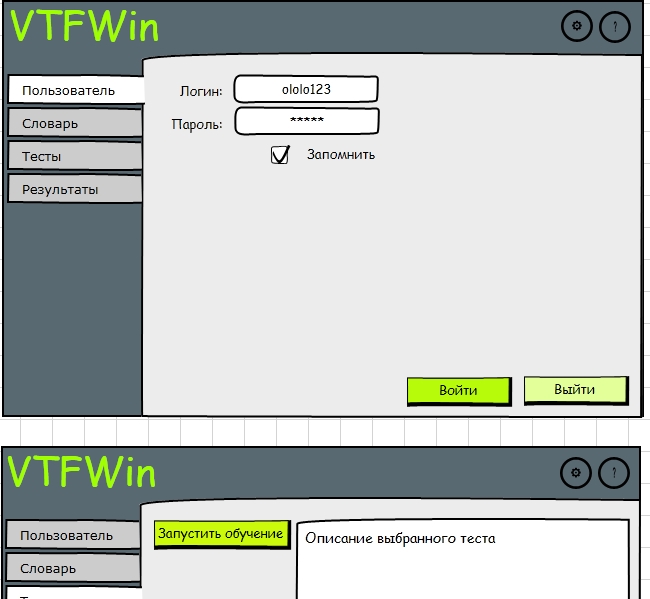 VTFWin
?
Пользователь
Словарь
Тесты
Результаты
Логин: ololo123
Пароль: *****
Запомнить
Войти
Выйти
VTFWin
?
Пользователь
Словарь
Запустить обучение
Описание выбранного теста